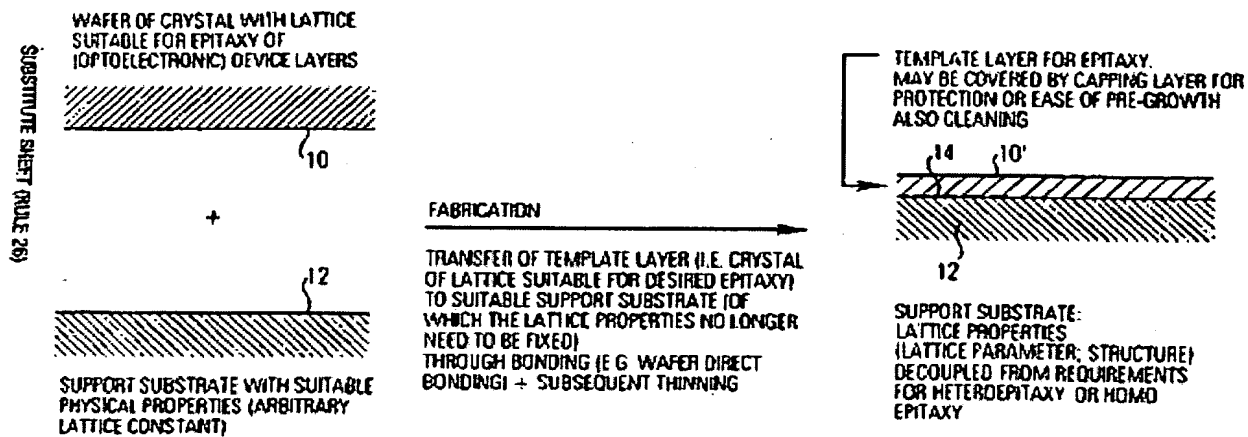 SUBSTITUTE SHEET (RULE 26)
WAFER OF CRYSTAL WITH LATTICE
SUITABLE FOR EPITAXY OF
(OPTOELECTRONIC) DEVICE LAYERS
10
+
12
SUPPORT SUBSTRATE WITH SUITABLE
PHYSICAL PROPERTIES (ARBITRARY
LATTICE CONSTANT)
FABRICATION
TRANSFER OF TEMPLATE LAYER (I.E. CRYSTAL
OF LATTICE SUITABLE FOR DESIRED EPITAXY)
TO SUITABLE SUPPORT SUBSTRATE (OF
WHICH THE LATTICE PROPERTIES NO LONGER
NEED TO BE FIXED)
THROUGH BONDING (E G WAFER DIRECT
BONDING) + SUBSEQUENT THINNING
TEMPLATE LAYER FOR EPITAXY.
MAY BE COVERED BY CAPPING LAYER FOR
PROTECTION OR EASE OF PRE-GROWTH
ALSO CLEANING
14
10'
12
SUPPORT SUBSTRATE:
LATTICE PROPERTIES
(LATTICE PARAMETER, STRUCTURE)
DECOUPLED FROM REQUIREMENTS
FOR HETEROEPITAXY OR HOMO
EPITAXY